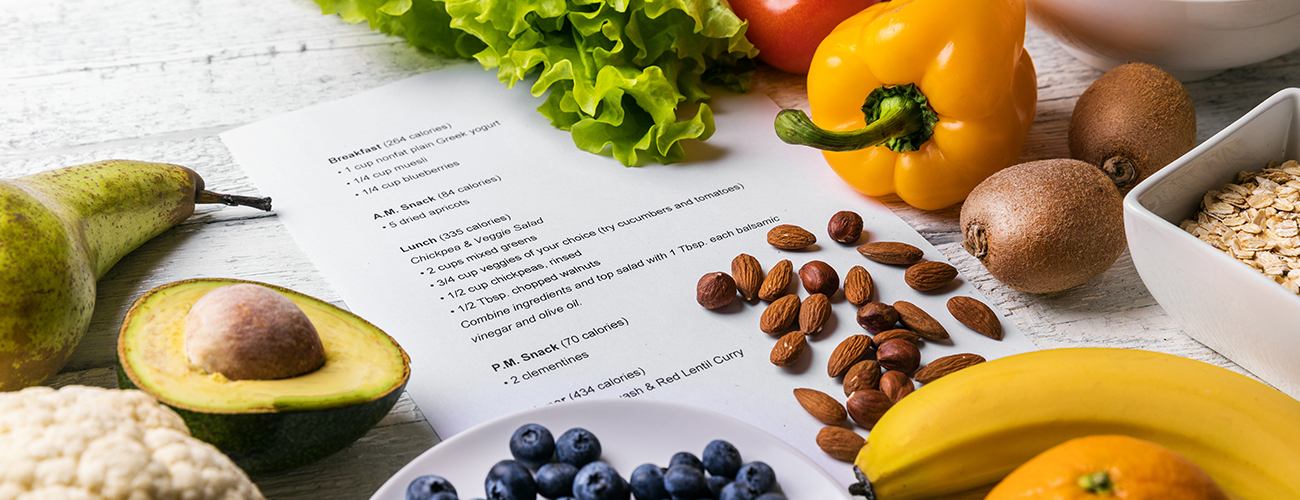 Breakfast (264 calories)
• 1 cup nonfat plain Greek yogurt
• 1/4 cup muesli
• 1/4 cup blueberries
A.M. Snack (84 calories)
• 5 dried apricots
Lunch (335 calories)
Chickpea & Veggie Salad
• 2 cups mixed greens
• 3/4 cup veggies of your choice (try cucumbers and tomatoes)
• 1/2 cup chickpeas, rinsed
• 1/2 Tbsp. chopped walnuts
Combine ingredients and top salad with 1 Tbsp. each balsamic
vinegar and olive oil.
P.M. Snack (70 calories)
• 2 clementines
(434 calories)
& Red Lentil Curry